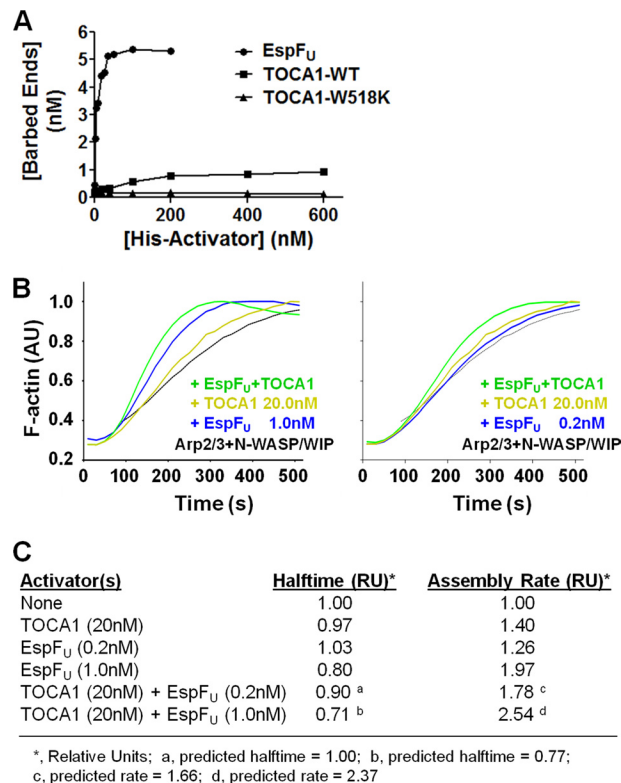 A
EspFU
TOCA1-WT
TOCA1-W518K
[Barbed Ends] (nM)
6
5
4
3
2
1
0
0 200 400 600
[His-Activator] (nM)
B
F-actin (AU)
1.0
0.8
0.6
0.4
0.2
+ EspFU+TOCA1
+ TOCA1 20.0nM
+ EspFU 1.0nM
Arp2/3+N-WASP/WIP
0 100 200 300 400 500
Time (s)
+ EspFU+TOCA1
+ TOCA1 20.0nM
+ EspFU 0.2nM
Arp2/3+N-WASP/WIP
0 100 200 300 400 500
Time (s)
C
Activator(s) Halftime (RU)* Assembly Rate (RU)*
None 1.00 1.00
TOCA1 (20nM) 0.97 1.40
EspFU (0.2nM) 1.03 1.26
EspFU (1.0nM) 0.80 1.97
TOCA1 (20nM) + EspFU (0.2nM) 0.90 a 1.78 c
TOCA1 (20nM) + EspFU (1.0nM) 0.71 b 2.54 d
*, Relative Units; a, predicted halftime = 1.00; b, predicted halftime = 0.77;
c, predicted rate = 1.66; d, predicted rate = 2.37